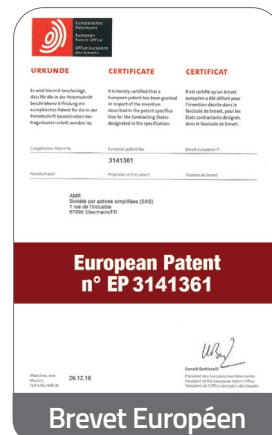 Europäisches
Patentamt
European
Patent Office
Office européen
des brevets
URKUNDE
CERTIFICATE
CERTIFICAT
Es wird hiermit bescheinigt,
dass für die in der Patentschrift
beschriebene Erfindung ein
europäisches Patent für die in der
Patentschrift bezeichneten Ver-
tragsstaaten erteilt worden ist.
It is hereby certified that a
European patent has been granted
in respect of the invention
described in the patent specifica-
tion for the Contracting States
designated in the specification.
Il est certifié qu'un brevet
européen a été délivré pour
l'invention décrite dans le
fascicule de brevet, pour les
Etats contractants désignés
dans le fascicule de brevet.
Europäisches Patent Nr.
European patent No.
Brevet européen n°
3141361
Patentinhaber
Proprietor of the patent
Titulaire du brevet
AMR
Société par actions simplifiées (SAS)
1 rue de l'Industrie
FR
European Patent
n° EP 3141361
Benoît Battistelli
Präsident des Europäischen Patentamts
President of the European Patent Office
Président de l'Office européen des brevets
München, den
Munich,
Fait à Munich, le
26.12.18
Brevet Européen